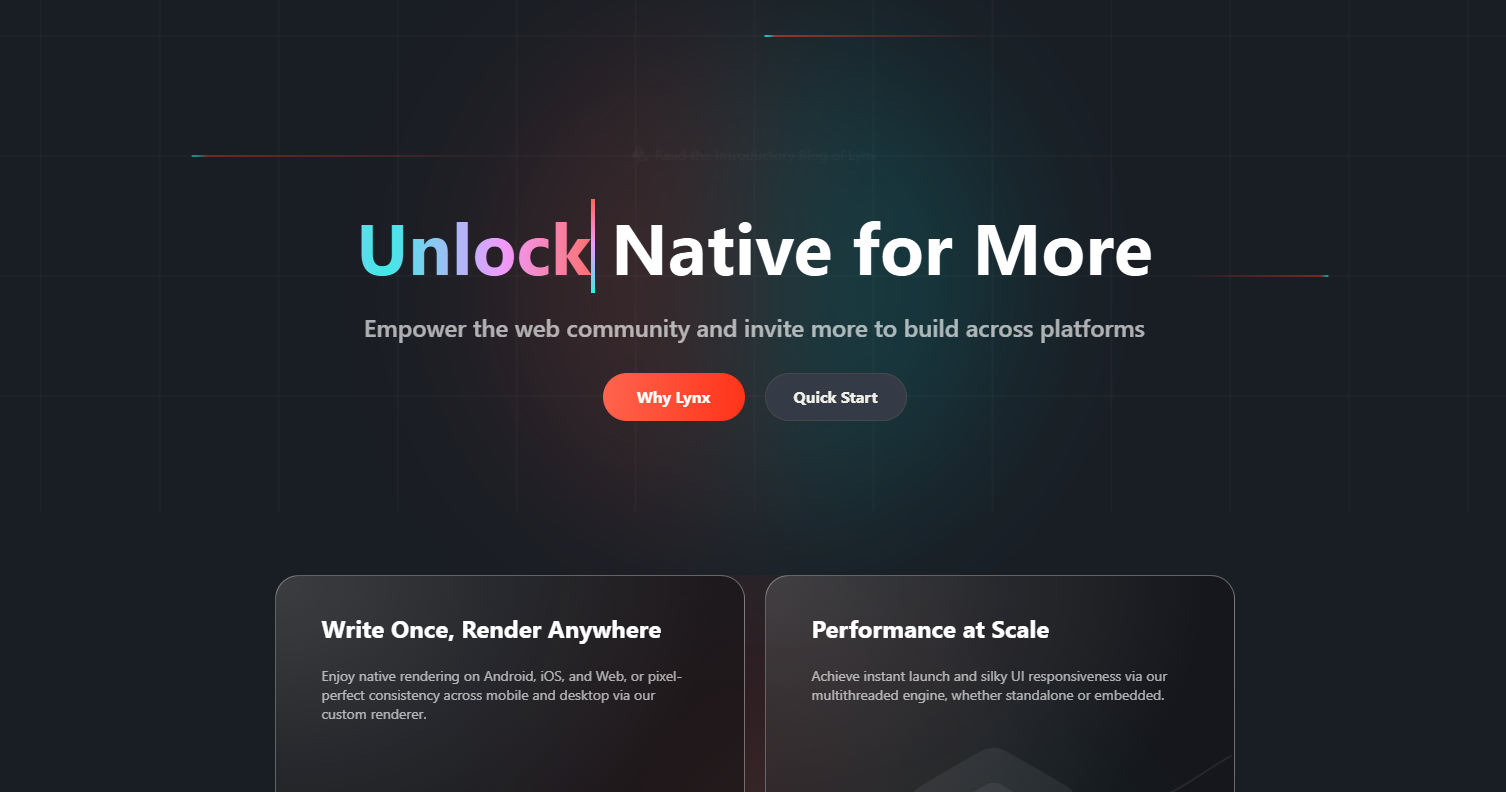 Read the Introductory Blog of Lynx
Unlock Native for More
Empower the web community and invite more to build across platforms
Why Lynx
Quick Start
Write Once, Render Anywhere
Enjoy native rendering on Android, iOS, and Web, or pixel-
perfect consistency across mobile and desktop via our
custom renderer.
Performance at Scale
Achieve instant launch and silky UI responsiveness via our
multithreaded engine, whether standalone or embedded.